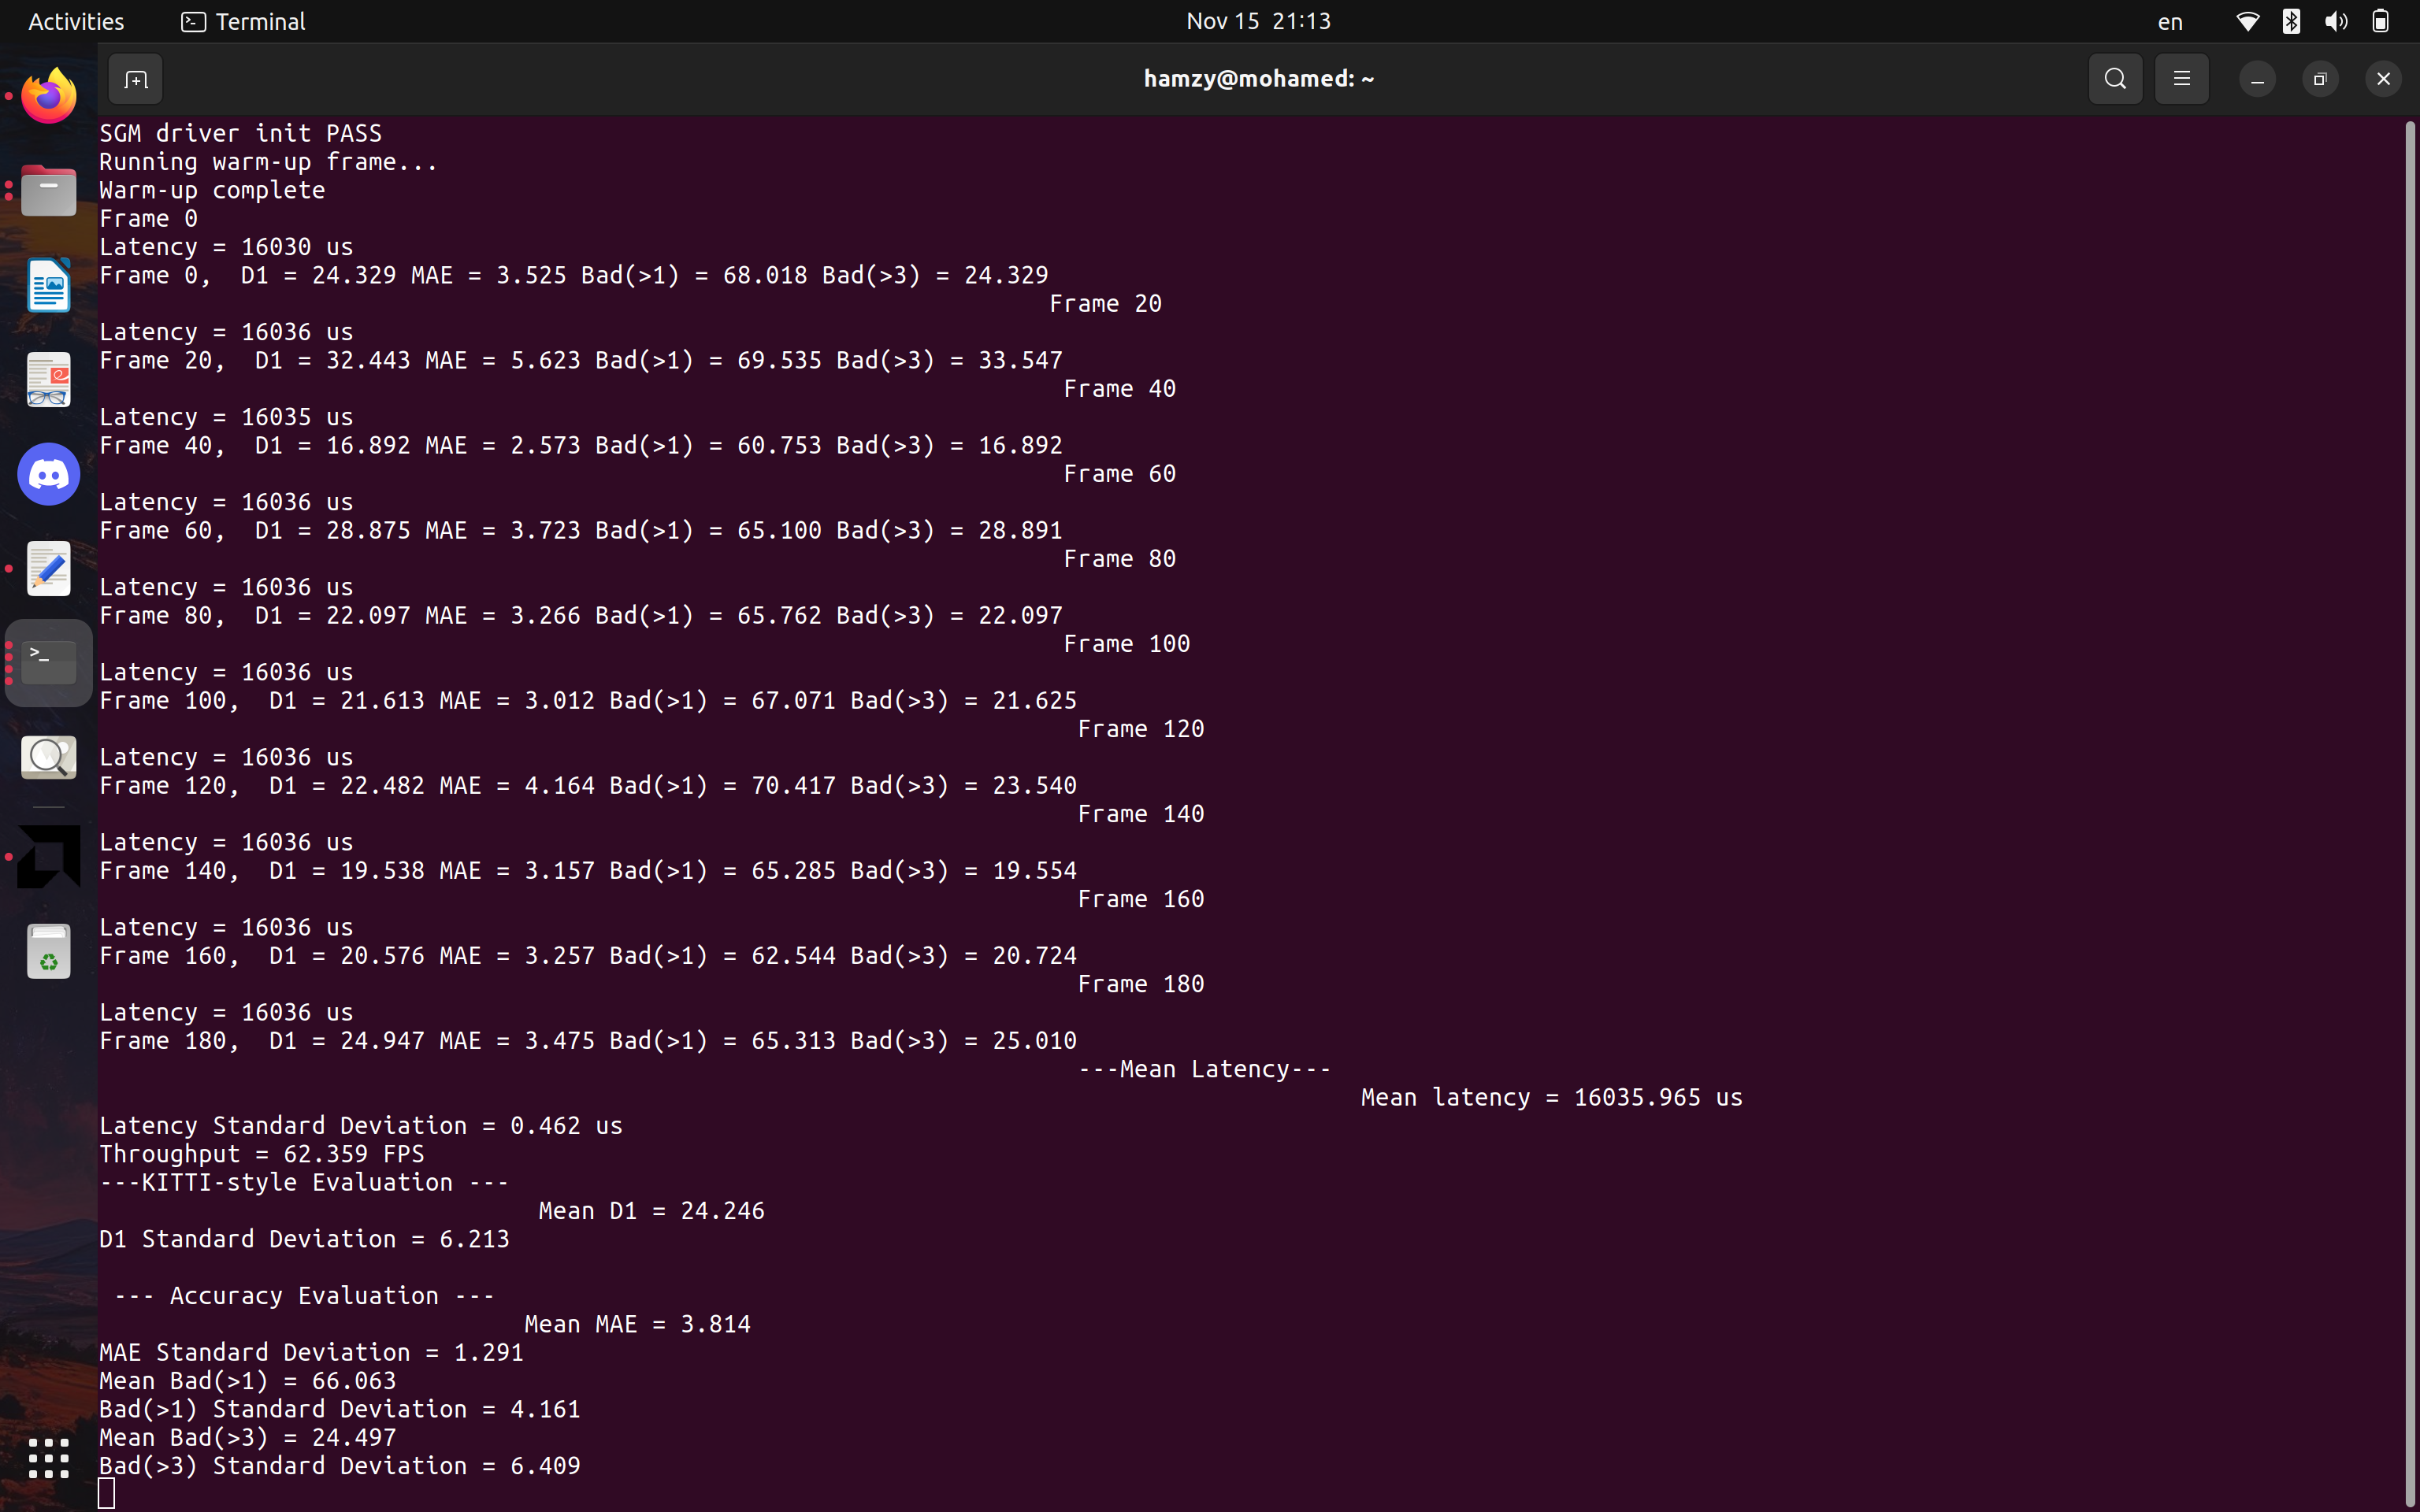 Activities Terminal Nov 15 21:13 en
hamzy@mohamed: ~
SGM driver init PASS
Running warm-up frame...
Warm-up complete
Frame 0
Latency = 16030 us
Frame 0,  D1 = 24.329 MAE = 3.525 Bad(>1) = 68.018 Bad(>3) = 24.329
Frame 20
Latency = 16036 us
Frame 20,  D1 = 32.443 MAE = 5.623 Bad(>1) = 69.535 Bad(>3) = 33.547
Frame 40
Latency = 16035 us
Frame 40,  D1 = 16.892 MAE = 2.573 Bad(>1) = 60.753 Bad(>3) = 16.892
Frame 60
Latency = 16036 us
Frame 60,  D1 = 28.875 MAE = 3.723 Bad(>1) = 65.100 Bad(>3) = 28.891
Frame 80
Latency = 16036 us
Frame 80,  D1 = 22.097 MAE = 3.266 Bad(>1) = 65.762 Bad(>3) = 22.097
Frame 100
Latency = 16036 us
Frame 100,  D1 = 21.613 MAE = 3.012 Bad(>1) = 67.071 Bad(>3) = 21.625
Frame 120
Latency = 16036 us
Frame 120,  D1 = 22.482 MAE = 4.164 Bad(>1) = 70.417 Bad(>3) = 23.540
Frame 140
Latency = 16036 us
Frame 140,  D1 = 19.538 MAE = 3.157 Bad(>1) = 65.285 Bad(>3) = 19.554
Frame 160
Latency = 16036 us
Frame 160,  D1 = 20.576 MAE = 3.257 Bad(>1) = 62.544 Bad(>3) = 20.724
Frame 180
Latency = 16036 us
Frame 180,  D1 = 24.947 MAE = 3.475 Bad(>1) = 65.313 Bad(>3) = 25.010
---Mean Latency---
Mean latency = 16035.965 us
Latency Standard Deviation = 0.462 us
Throughput = 62.359 FPS
---KITTI-style Evaluation ---
Mean D1 = 24.246
D1 Standard Deviation = 6.213
--- Accuracy Evaluation ---
Mean MAE = 3.814
MAE Standard Deviation = 1.291
Mean Bad(>1) = 66.063
Bad(>1) Standard Deviation = 4.161
Mean Bad(>3) = 24.497
Bad(>3) Standard Deviation = 6.409